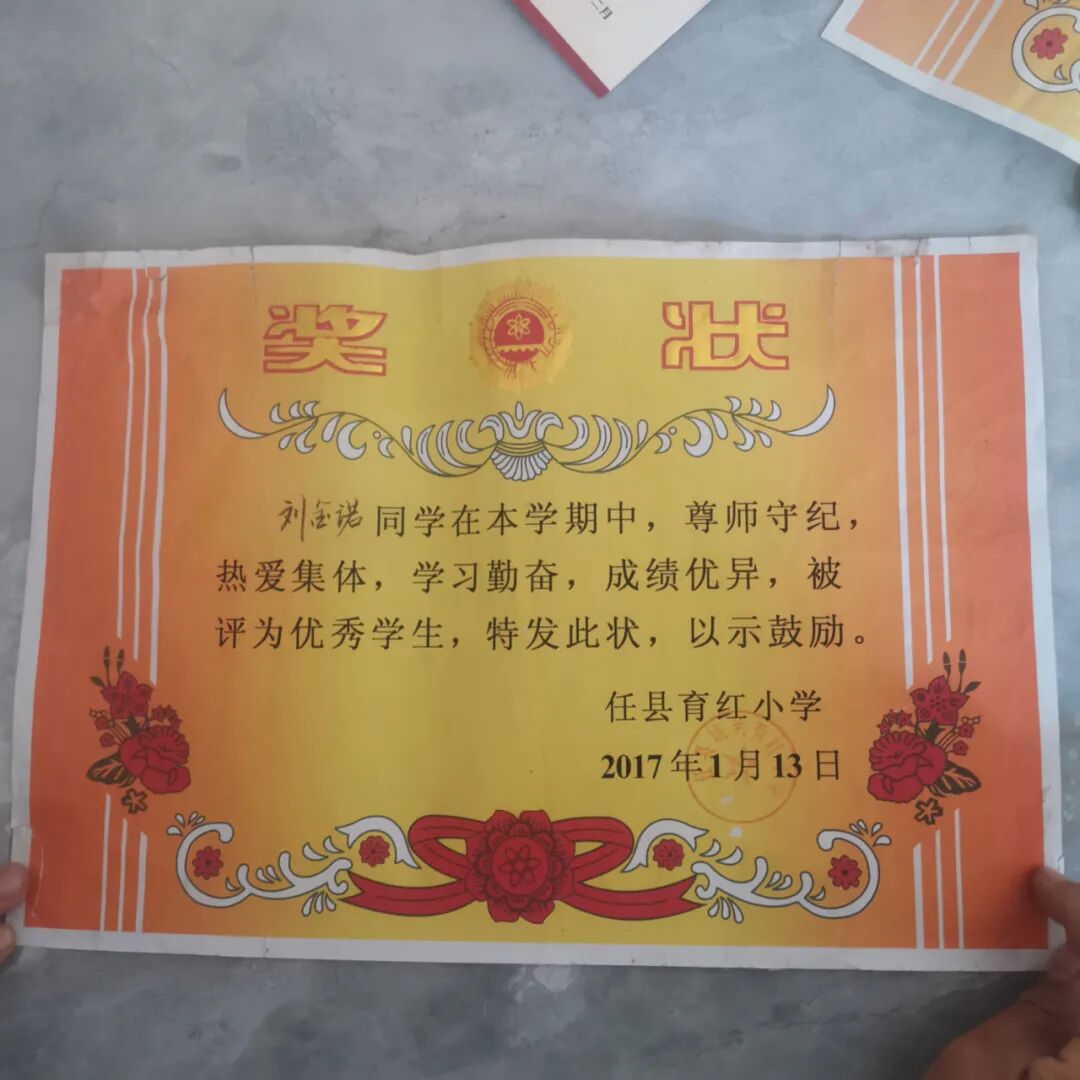 二月
奖状
刘金诺同学在本学期中，尊师守纪，
热爱集体，学习勤奋，成绩优异，被
评为优秀学生，特发此状，以示鼓励。
任县育红小学
2017年1月13日